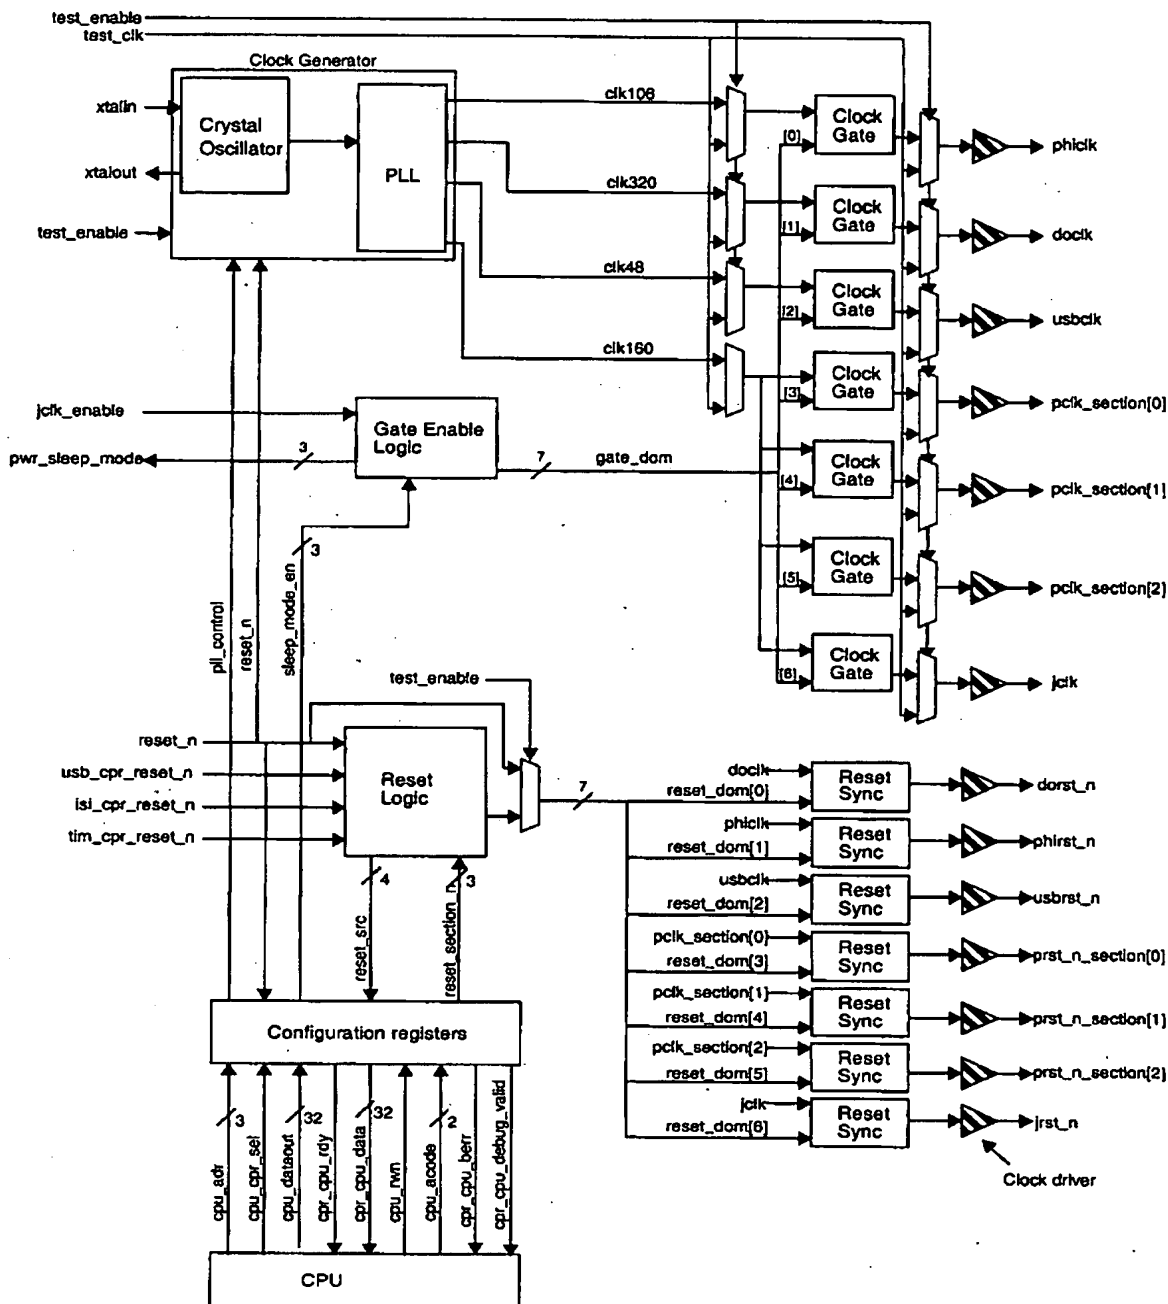 test_enable
test_clk
Clock Generator
xtalin
xtalout
test_enable
Crystal
Oscillator
PLL
clk106
clk320
clk48
clk160
[0]
[1]
[2]
[3]
[4]
[5]
[6]
Clock
Gate
Clock
Gate
Clock
Gate
Clock
Gate
Clock
Gate
Clock
Gate
Clock
Gate
phiclk
doclk
usbclk
pclk_section[0]
pclk_section[1]
pclk_section[2]
jclk
jclk_enable
pwr_sleep_mode
3
Gate Enable
Logic
7
gate_dom
3
pll_control
reset_n
sleep_mode_en
test_enable
reset_n
usb_cpr_reset_n
isi_cpr_reset_n
tim_cpr_reset_n
Reset
Logic
7
4
3
reset_src
reset_section_n
doclk
reset_dom[0]
phiclk
reset_dom[1]
usbclk
reset_dom[2]
pclk_section[0]
reset_dom[3]
pclk_section[1]
reset_dom[4]
pclk_section[2]
reset_dom[5]
jclk
reset_dom[6]
Reset
Sync
Reset
Sync
Reset
Sync
Reset
Sync
Reset
Sync
Reset
Sync
Reset
Sync
dorst_n
phirst_n
usbrst_n
prst_n_section[0]
prst_n_section[1]
prst_n_section[2]
jrst_n
Clock driver
Configuration registers
3
32
32
2
cpu_adr
cpu_cpr_sel
cpu_dataout
cpr_cpu_rdy
cpr_cpu_data
cpu_rwn
cpu_acode
cpr_cpu_berr
cpr_cpu_debug_valid
CPU